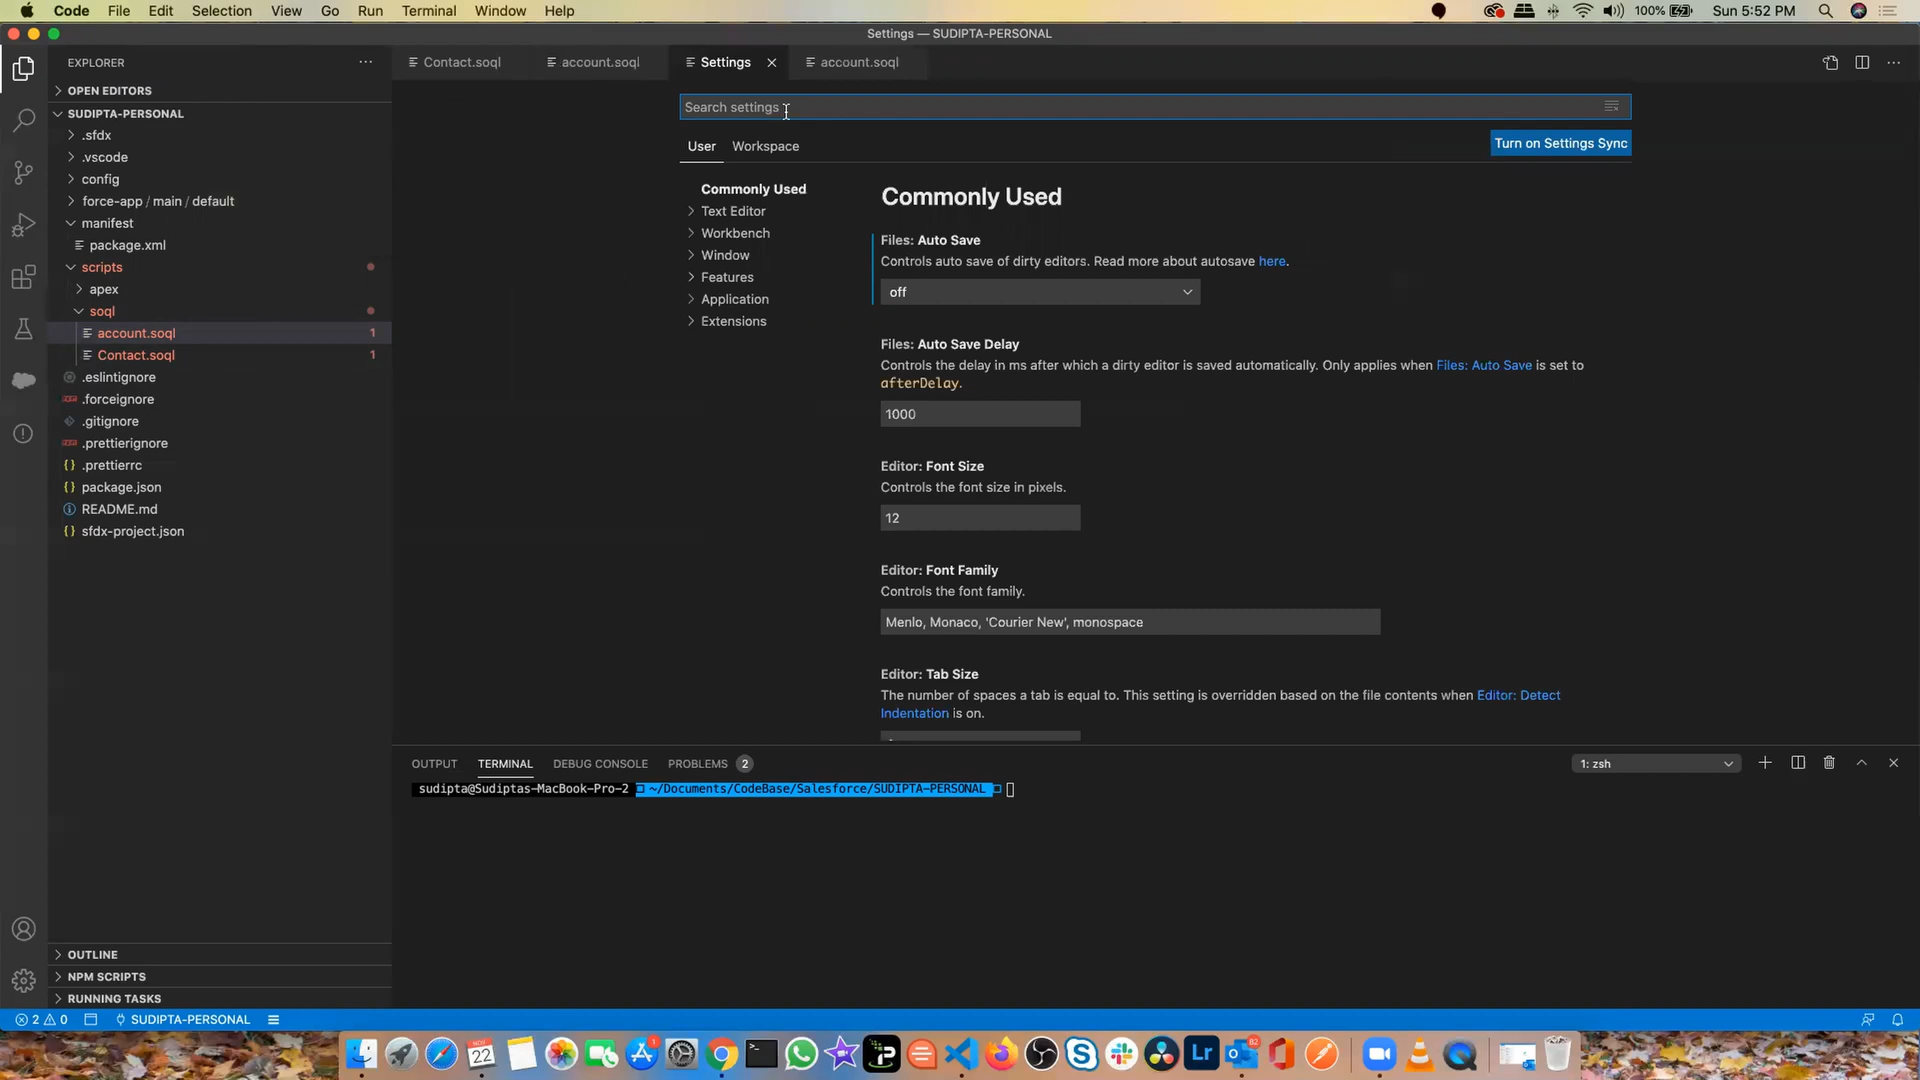 Code File Edit Selection View Go Run Terminal Window Help
100% Sun 5:52 PM
Settings — SUDIPTA-PERSONAL
EXPLORER
Contact.soql account.soql Settings account.soql
OPEN EDITORS
SUDIPTA-PERSONAL
.sfdx
.vscode
config
force-app / main / default
manifest
package.xml
scripts
apex
soql
account.soql 1
Contact.soql 1
.eslintignore
.forceignore
.gitignore
.prettierignore
.prettierrc
package.json
README.md
sfdx-project.json
OUTLINE
NPM SCRIPTS
RUNNING TASKS
Search settings
User Workspace
Turn on Settings Sync
Commonly Used
Text Editor
Workbench
Window
Features
Application
Extensions
Commonly Used
Files: Auto Save
Controls auto save of dirty editors. Read more about autosave here.
off
Files: Auto Save Delay
Controls the delay in ms after which a dirty editor is saved automatically. Only applies when Files: Auto Save is set to
afterDelay.
1000
Editor: Font Size
Controls the font size in pixels.
12
Editor: Font Family
Controls the font family.
Menlo, Monaco, 'Courier New', monospace
Editor: Tab Size
The number of spaces a tab is equal to. This setting is overridden based on the file contents when Editor: Detect
Indentation is on.
OUTPUT TERMINAL DEBUG CONSOLE PROBLEMS 2
1: zsh
sudipta@Sudiptas-MacBook-Pro-2 ~/Documents/CodeBase/Salesforce/SUDIPTA-PERSONAL
2 0 SUDIPTA-PERSONAL
NOV
22
1
Lr
82